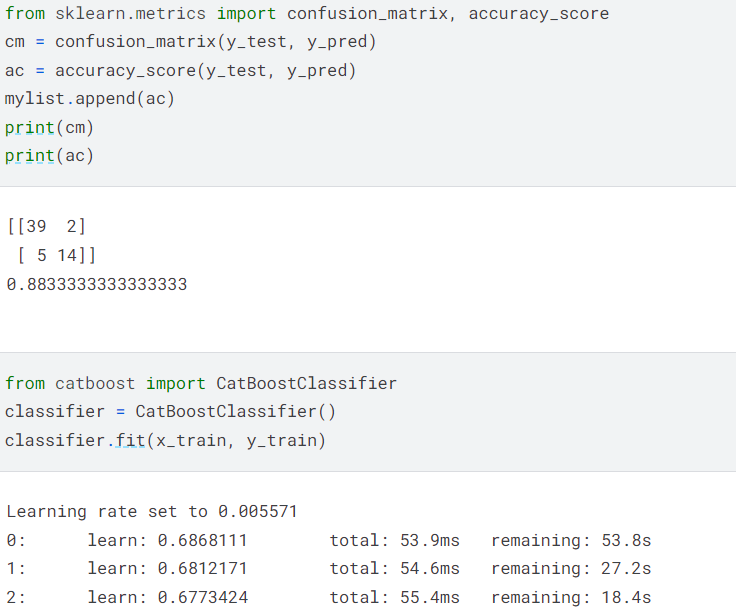 from sklearn.metrics import confusion_matrix, accuracy_score
cm = confusion_matrix(y_test, y_pred)
ac = accuracy_score(y_test, y_pred)
mylist.append(ac)
print(cm)
print(ac)
[[39  2]
 [ 5 14]]
0.8833333333333333
from catboost import CatBoostClassifier
classifier = CatBoostClassifier()
classifier.fit(x_train, y_train)
Learning rate set to 0.005571
0:      learn: 0.6868111        total: 53.9ms   remaining: 53.8s
1:      learn: 0.6812171        total: 54.6ms   remaining: 27.2s
2:      learn: 0.6773424        total: 55.4ms   remaining: 18.4s